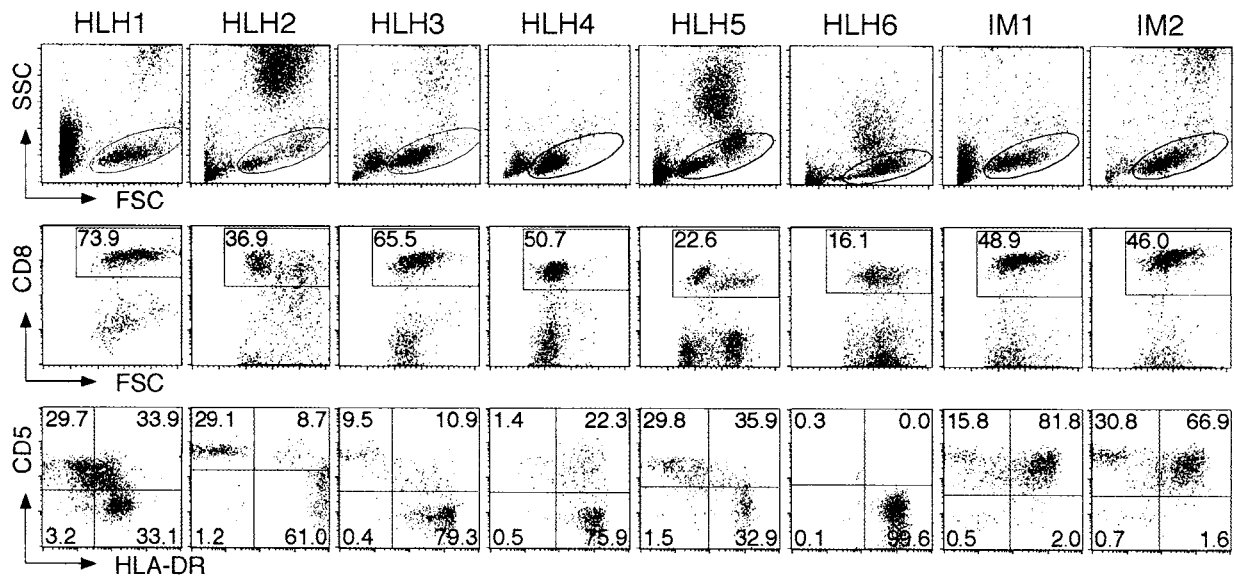 HLH1 HLH2 HLH3 HLH4 HLH5 HLH6 IM1 IM2
SSC
FSC
73.9 36.9 65.5 50.7 22.6 16.1 48.9 46.0
CD8
FSC
29.7 33.9 29.1 8.7 9.5 10.9 1.4 22.3 29.8 35.9 0.3 0.0 15.8 81.8 30.8 66.9
CD5
3.2 33.1 1.2 61.0 0.4 79.3 0.5 75.9 1.5 32.9 0.1 99.6 0.5 2.0 0.7 1.6
HLA-DR